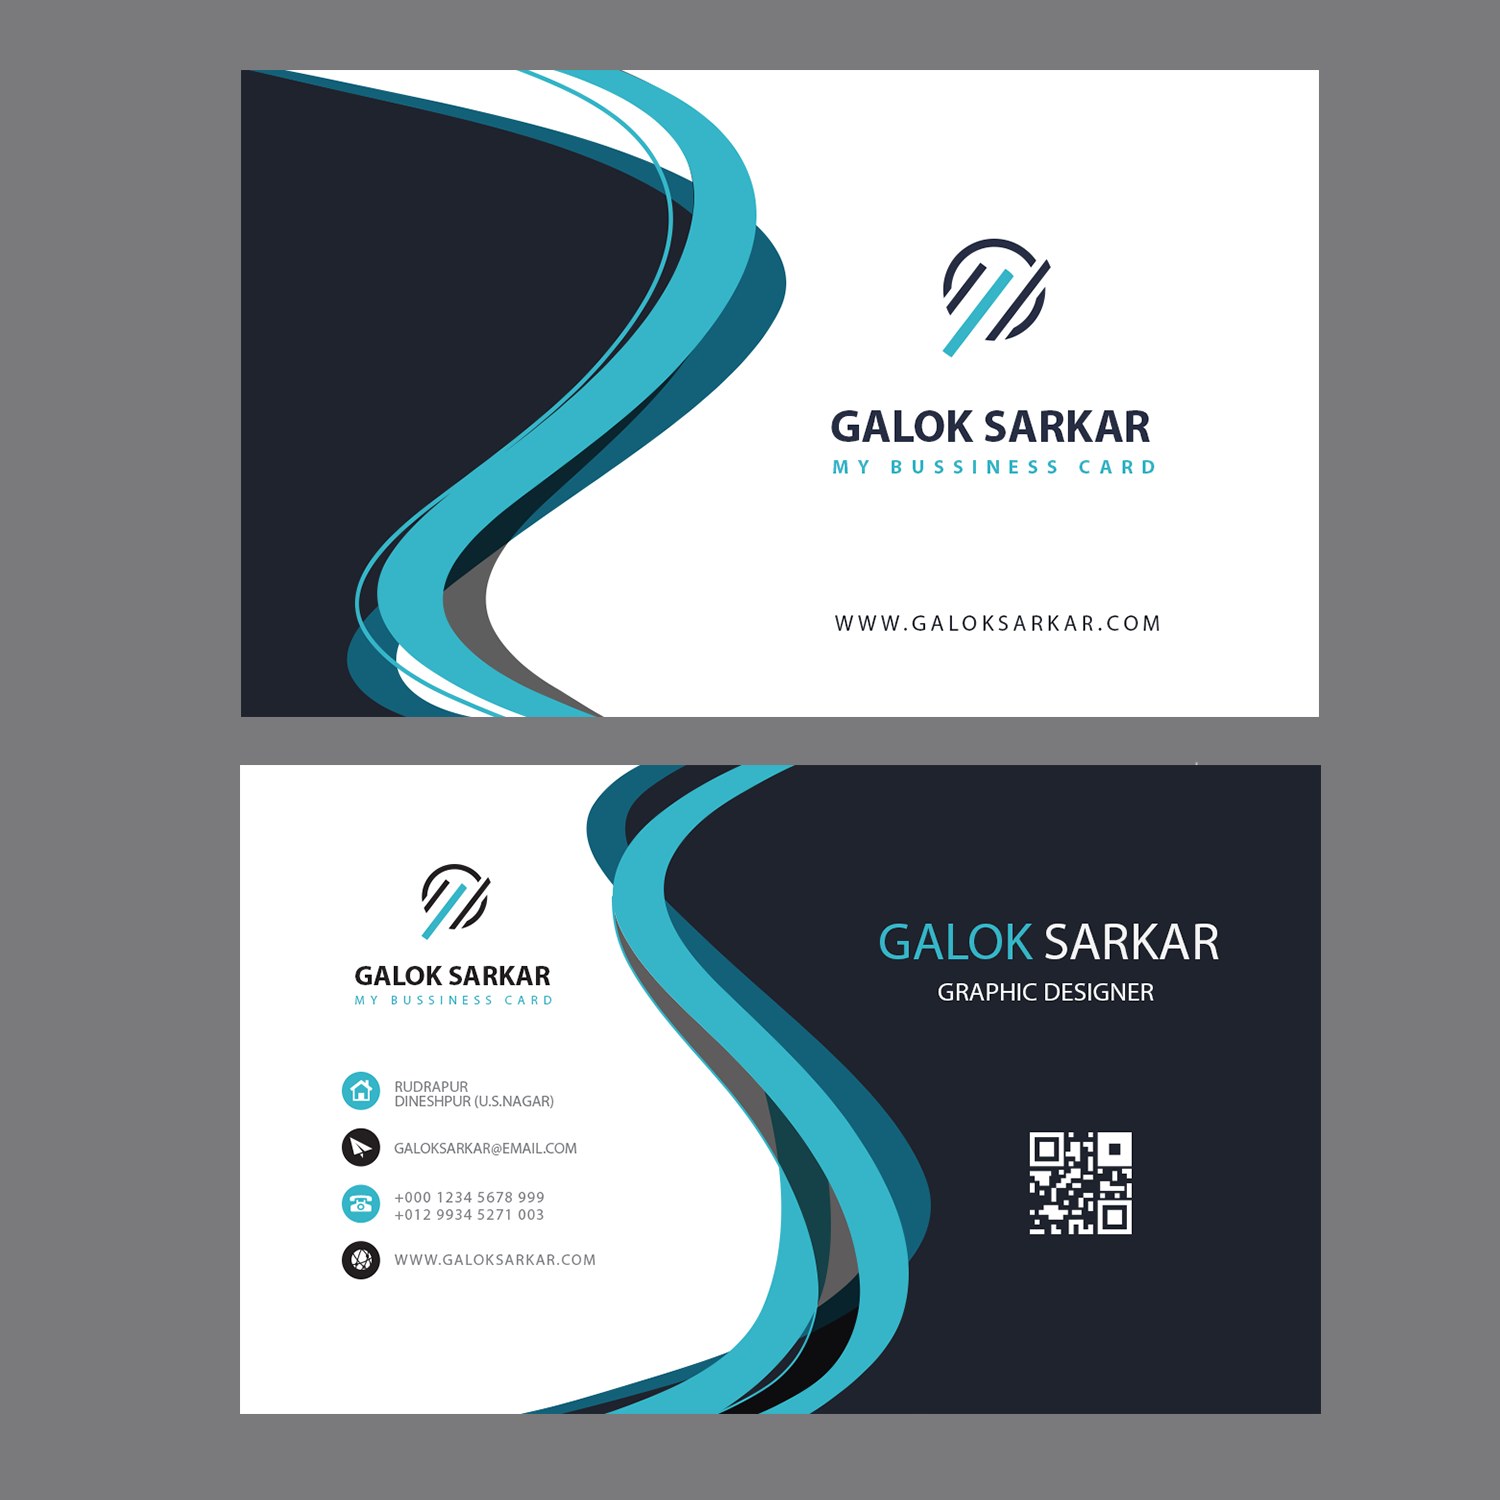 GALOK SARKAR
MY BUSSINESS CARD
WWW.GALOKSARKAR.COM
GALOK SARKAR
MY BUSSINESS CARD
RUDRAPUR
DINESHPUR (U.S.NAGAR)
GALOKSARKAR@EMAIL.COM
+000 1234 5678 999
+012 9934 5271 003
WWW.GALOKSARKAR.COM
GALOK SARKAR
GRAPHIC DESIGNER